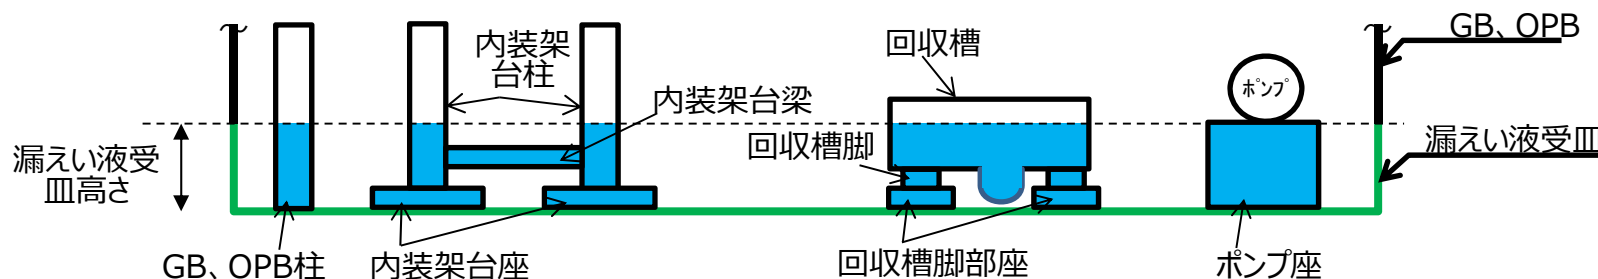 GB、OPB
内装架
台柱
回収槽
ﾎﾟﾝﾌﾟ
内装架台梁
漏えい液受
皿高さ
回収槽脚
漏えい液受皿
GB、OPB柱
内装架台座
回収槽脚部座
ポンプ座